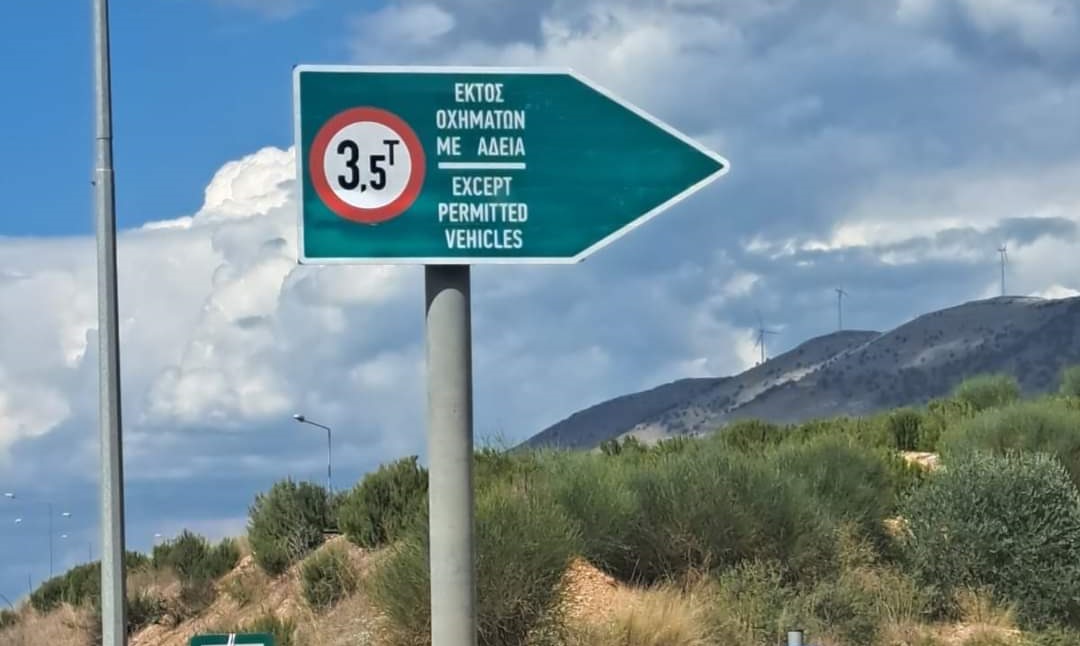 3,5T
ΕΚΤΟΣ
ΟΧΗΜΑΤΩΝ
ΜΕ ΑΔΕΙΑ
EXCEPT
PERMITTED
VEHICLES